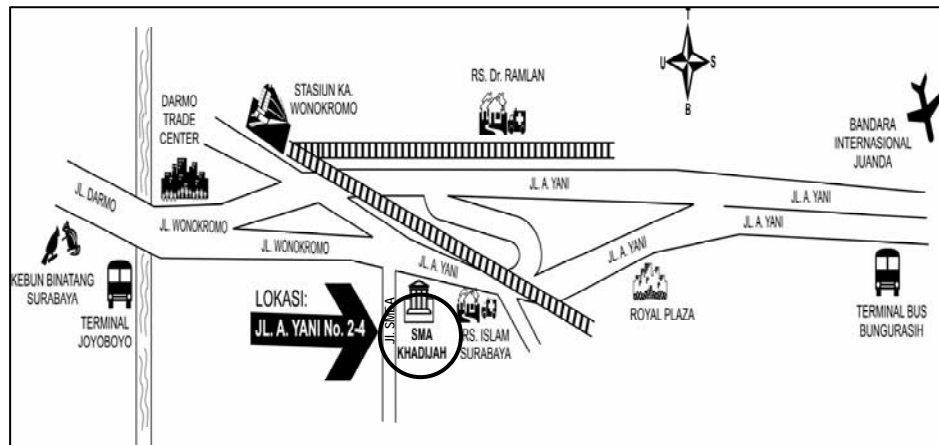 T
U
S
B
RS. Dr. RAMLAN
STASIUN KA.
WONOKROMO
DARMO
TRADE
CENTER
BANDARA
INTERNASIONAL
JUANDA
JL. DARMO
JL. WONOKROMO
JL. WONOKROMO
JL. A. YANI
JL. A. YANI
JL. A. YANI
JL. A. YANI
JL. A. YANI
KEBUN BINATANG
SURABAYA
TERMINAL
JOYOBOYO
LOKASI:
JL. A. YANI No. 2-4
Jl. SMEA
SMA
KHADIJAH
RS. ISLAM
SURABAYA
ROYAL PLAZA
TERMINAL BUS
BUNGURASIH